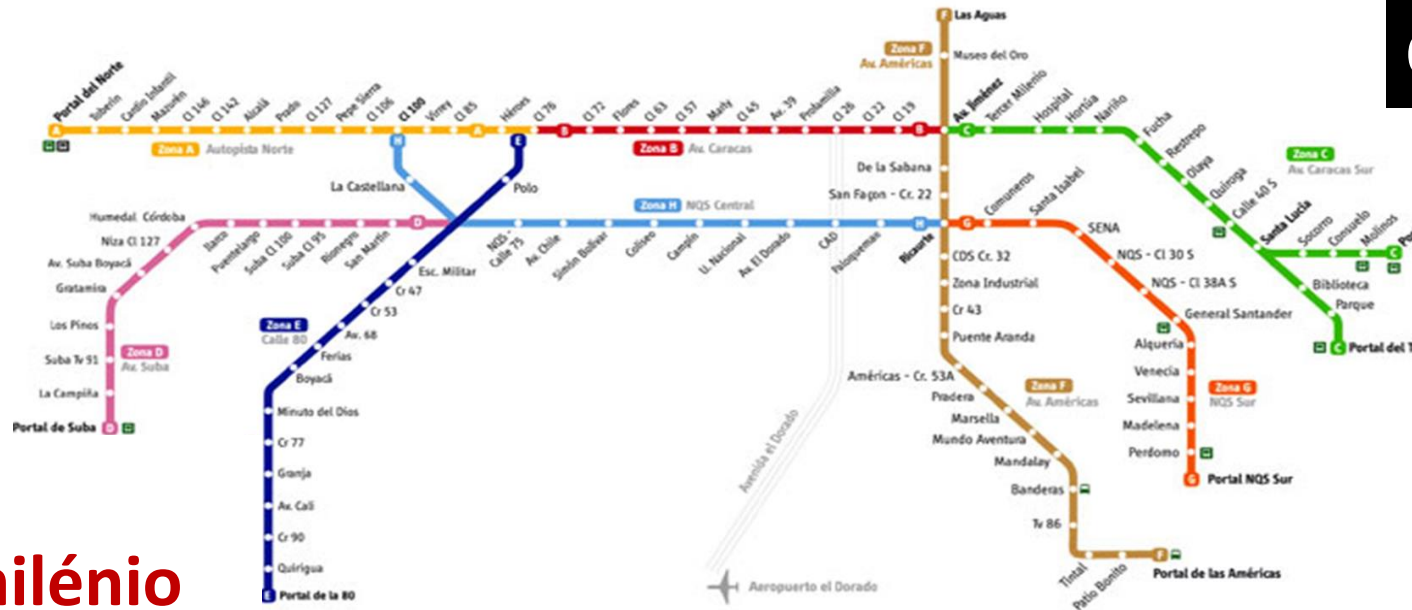 F Las Aguas
Zona F
Av. Américas
Museo del Oro
Portal del Norte
Toberín
Cardio Infantil
Mazurén
Cl 146
Cl 142
Alcalá
Prado
Cl 127
Pepe Sierra
Cl 106
Cl 100
Virrey
Cl 85
Héroes
Cl 76
Cl 72
Flores
Cl 63
Cl 57
Marly
Cl 45
Av. 39
Profamilia
Cl 26
Cl 22
Cl 19
Av. Jiménez
Tercer Milenio
Hospital
Hortúa
Nariño
A
A
B
B
C
Zona A Autopista Norte
H
E
Zona B Av. Caracas
Fucha
Restrepo
Olaya
Quiroga
Calle 40 S
Zona C
Av. Caracas Sur
La Castellana
Polo
De la Sabana
San Façon - Cr. 22
Zona H NQS Central
Comuneros
Santa Isabel
Humedal Córdoba
D
H
G
Santa Lucía
Socorro
Consuelo
Molinos
C
Niza Cl 127
Av. Suba Boyacá
Gratamira
Los Pinos
Suba Tv 91
La Campiña
Portal de Suba D
Zona D
Av. Suba
Ilarco
Puentelargo
Suba Cl 100
Suba Cl 95
Rionegro
San Martín
NQS -
Calle 75
Av. Chile
Simón Bolívar
Coliseo
Campín
U. Nacional
Av. El Dorado
CAD
Paloquemao
Ricaurte
SENA
NQS - Cl 30 S
NQS - Cl 38A S
General Santander
CDS Cr. 32
Zona Industrial
Cr 43
Puente Aranda
Biblioteca
Parque
C Portal del T
Esc. Militar
Cr 47
Cr 53
Av. 68
Ferias
Boyacá
Zona E
Calle 80
Minuto del Dios
Cr 77
Granja
Av. Cali
Cr 90
Quirigua
E Portal de la 80
Alquería
Venecia
Sevillana
Madelena
Perdomo
G Portal NQS Sur
Zona G
NQS Sur
Américas - Cr. 53A
Pradera
Marsella
Mundo Aventura
Mandalay
Banderas
Tv 86
Zona F
Av. Américas
Tintal
Patio Bonito
F
Portal de las Américas
Avenida el Dorado
Aeropuerto el Dorado
ilénio